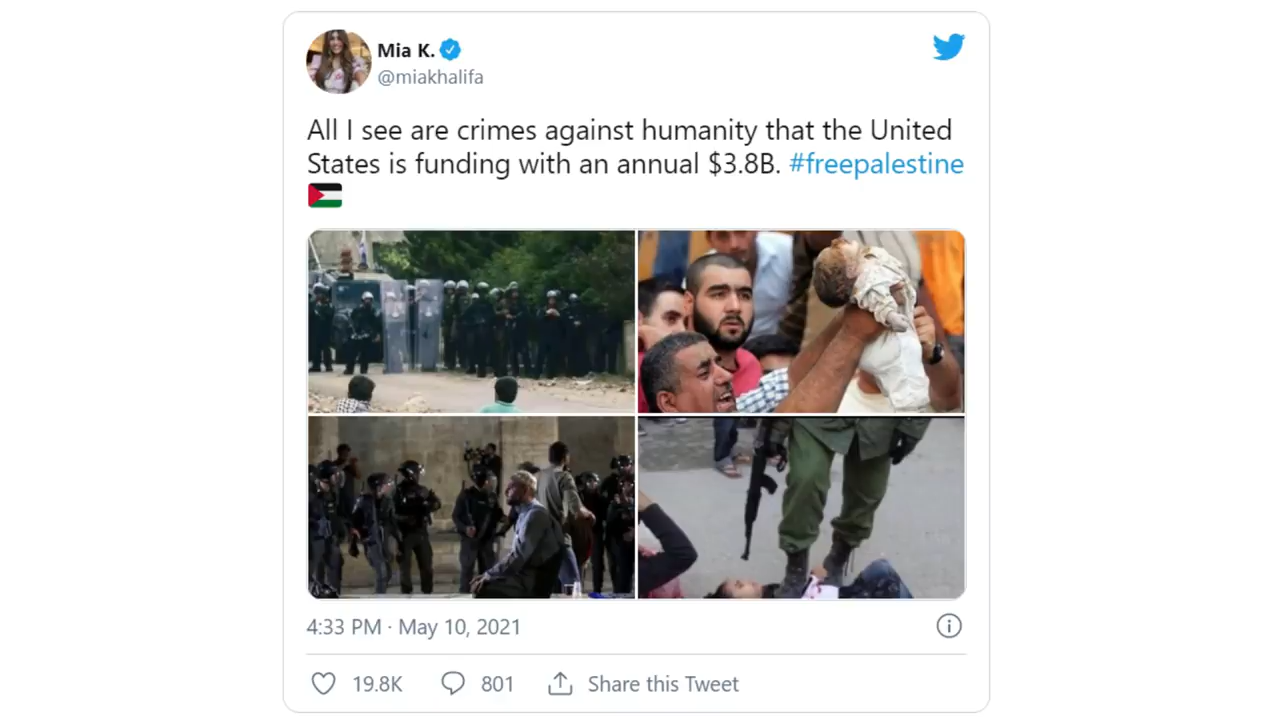 Mia K.
@miakhalifa
All I see are crimes against humanity that the United
States is funding with an annual $3.8B. #freepalestine
🇵🇸
4:33 PM · May 10, 2021
19.8K 801 Share this Tweet